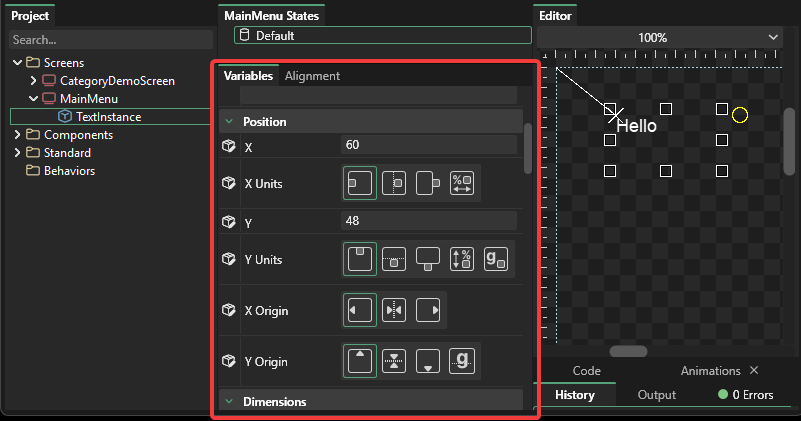 Project
Search...
Screens
CategoryDemoScreen
MainMenu
TextInstance
Components
Standard
Behaviors
MainMenu States
Default
Variables
Alignment
Position
X
60
X Units
%
Y
48
Y Units
%
g
X Origin
Y Origin
g
Dimensions
Editor
100%
Hello
Code
Animations
History
Output
0 Errors